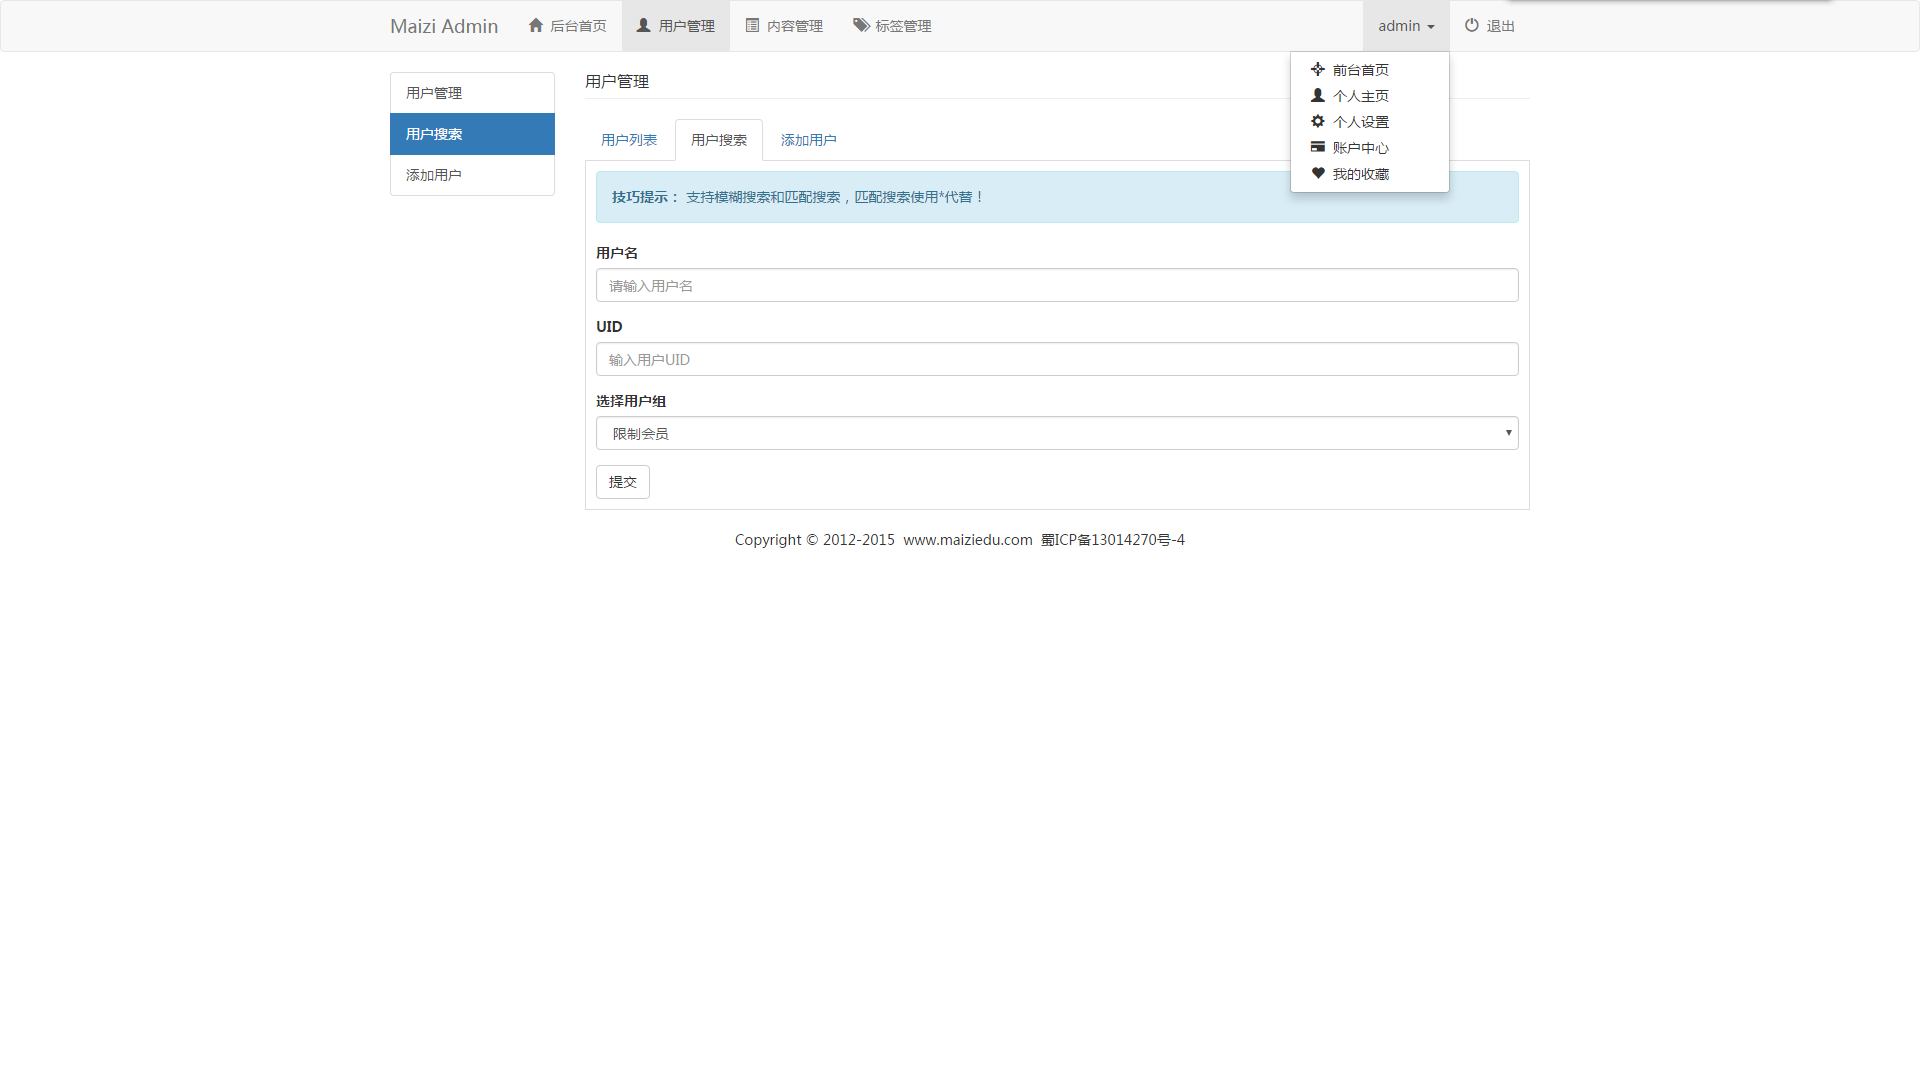 Maizi Admin 后台首页 用户管理 内容管理 标签管理 admin 退出
前台首页
个人主页
个人设置
账户中心
我的收藏
用户管理
用户搜索
添加用户
用户管理
用户列表 用户搜索 添加用户
技巧提示： 支持模糊搜索和匹配搜索，匹配搜索使用*代替！
用户名
请输入用户名
UID
输入用户UID
选择用户组
限制会员
提交
Copyright © 2012-2015 www.maiziedu.com 蜀ICP备13014270号-4